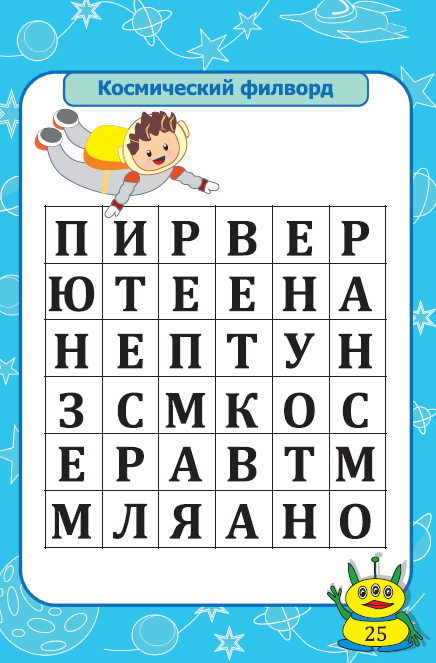 Космический филворд
П И Р В Е Р
Ю Т Е Е Н А
Н Е П Т У Н
З С М К О С
Е Р А В Т М
М Л Я А Н О
25